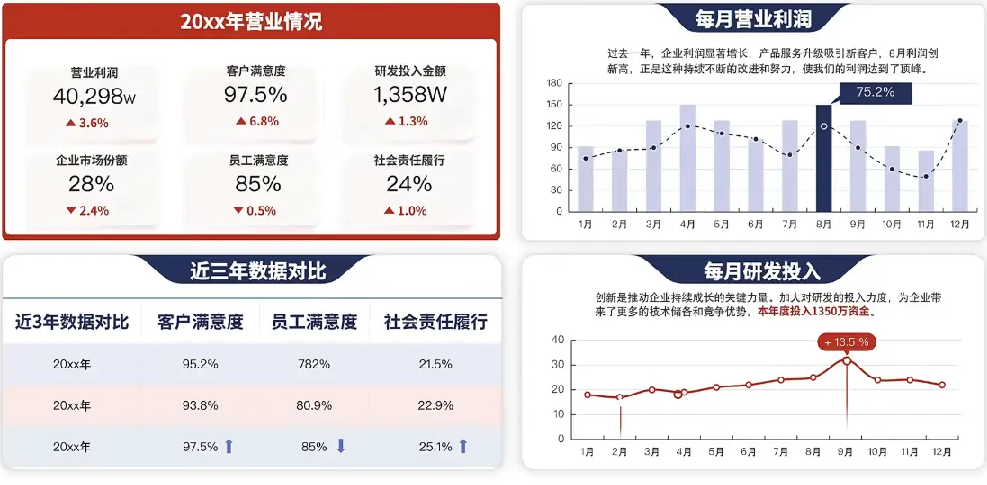 20xx年营业情况
营业利润 客户满意度 研发投入金额
40,298w 97.5% 1,358W
▲3.6% ▲6.8% ▲1.3%
企业市场份额 员工满意度 社会责任履行
28% 85% 24%
▼2.4% ▼0.5% ▲1.0%
每月营业利润
过去一年，企业利润显著增长，产品服务升级吸引新客户，8月利润创
新高，正是这种持续不断的改进和努力，使我们的利润达到了顶峰。
180
150
120
90
60
30
0
75.2%
1月 2月 3月 4月 5月 6月 7月 8月 9月 10月 11月 12月
近三年数据对比
近3年数据对比 客户满意度 员工满意度 社会责任履行
20xx年 95.2% 782% 21.5%
20xx年 93.8% 80.9% 22.9%
20xx年 97.5% ⬆ 85% ⬇ 25.1% ⬆
每月研发投入
创新是推动企业持续成长的关键力量。加大对研发的投入力度，为企业带
来了更多的技术储备和竞争优势，本年度投入1350万资金。
40
30
20
10
0
+13.5 %
1月 2月 3月 4月 5月 6月 7月 8月 9月 10月 11月 12月